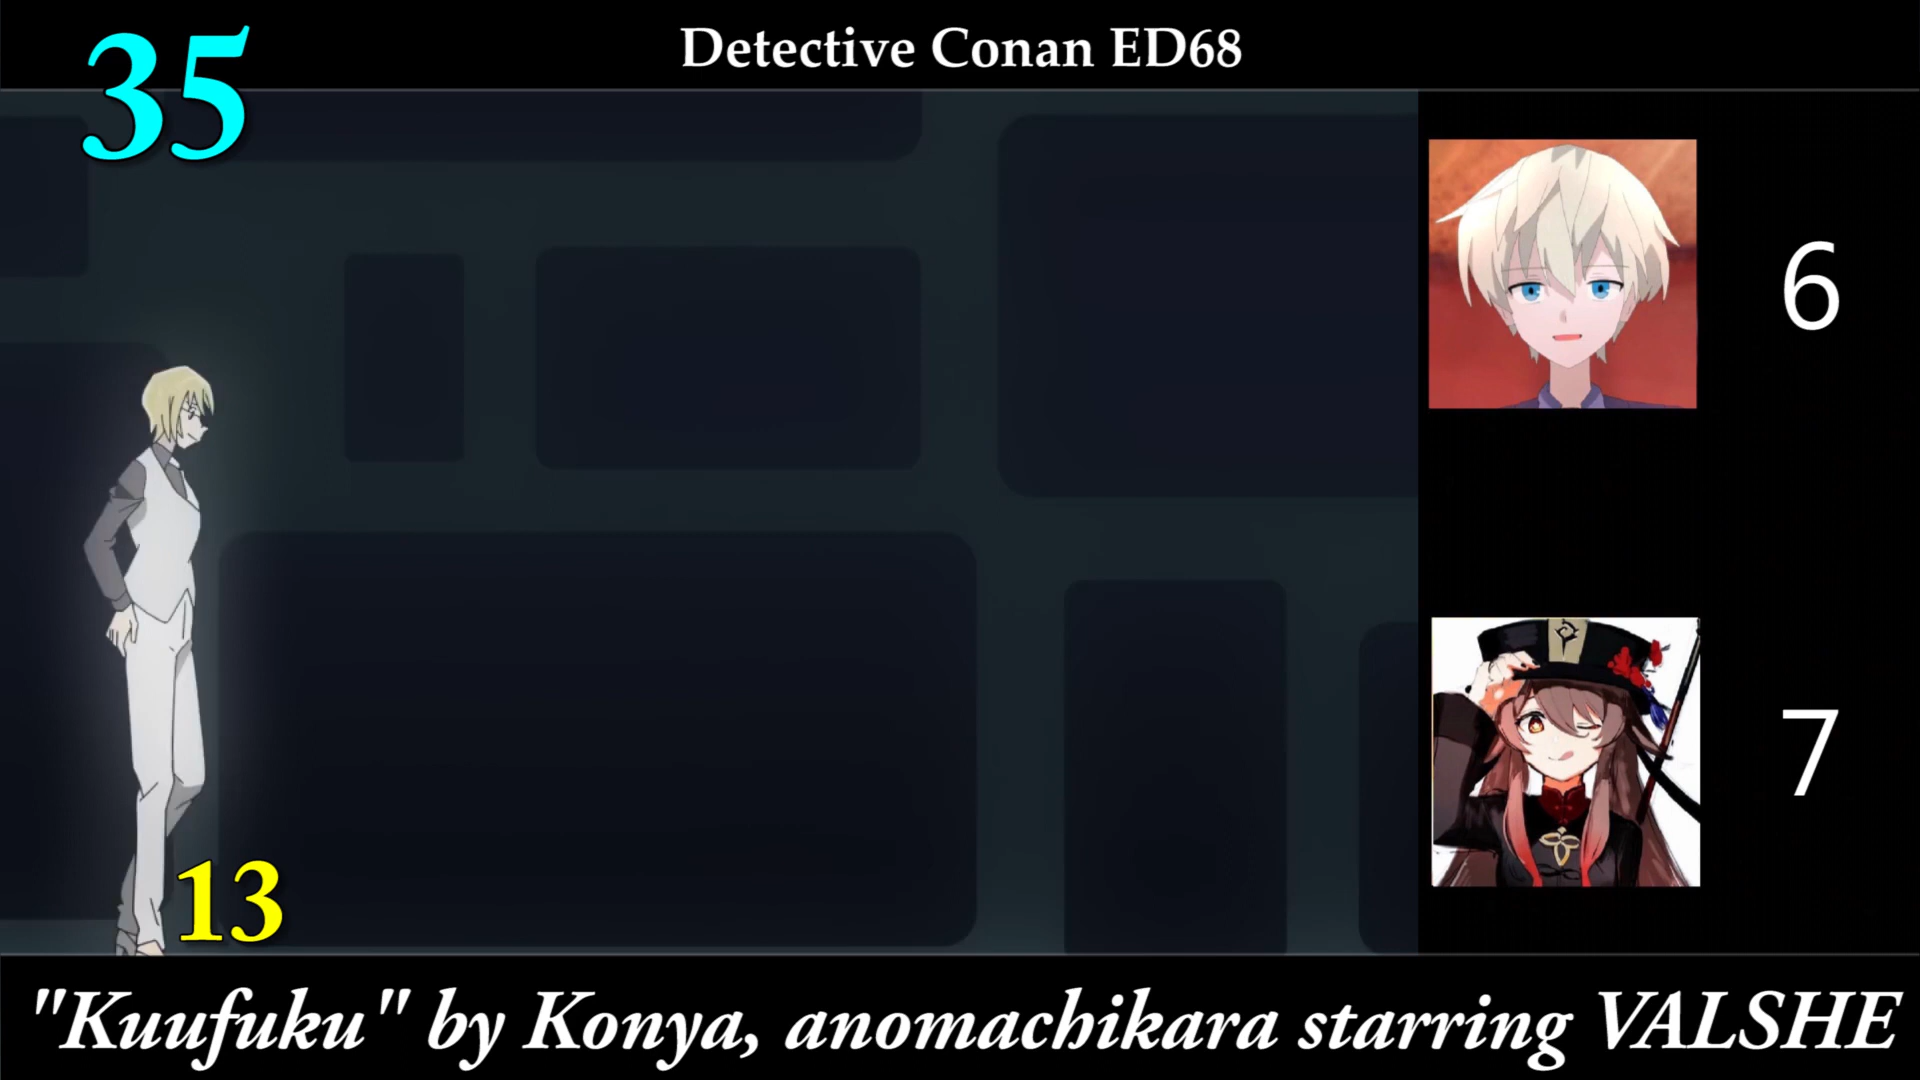 35
Detective Conan ED68
6
7
13
"Kuufuku" by Konya, anomachikara starring VALSHE